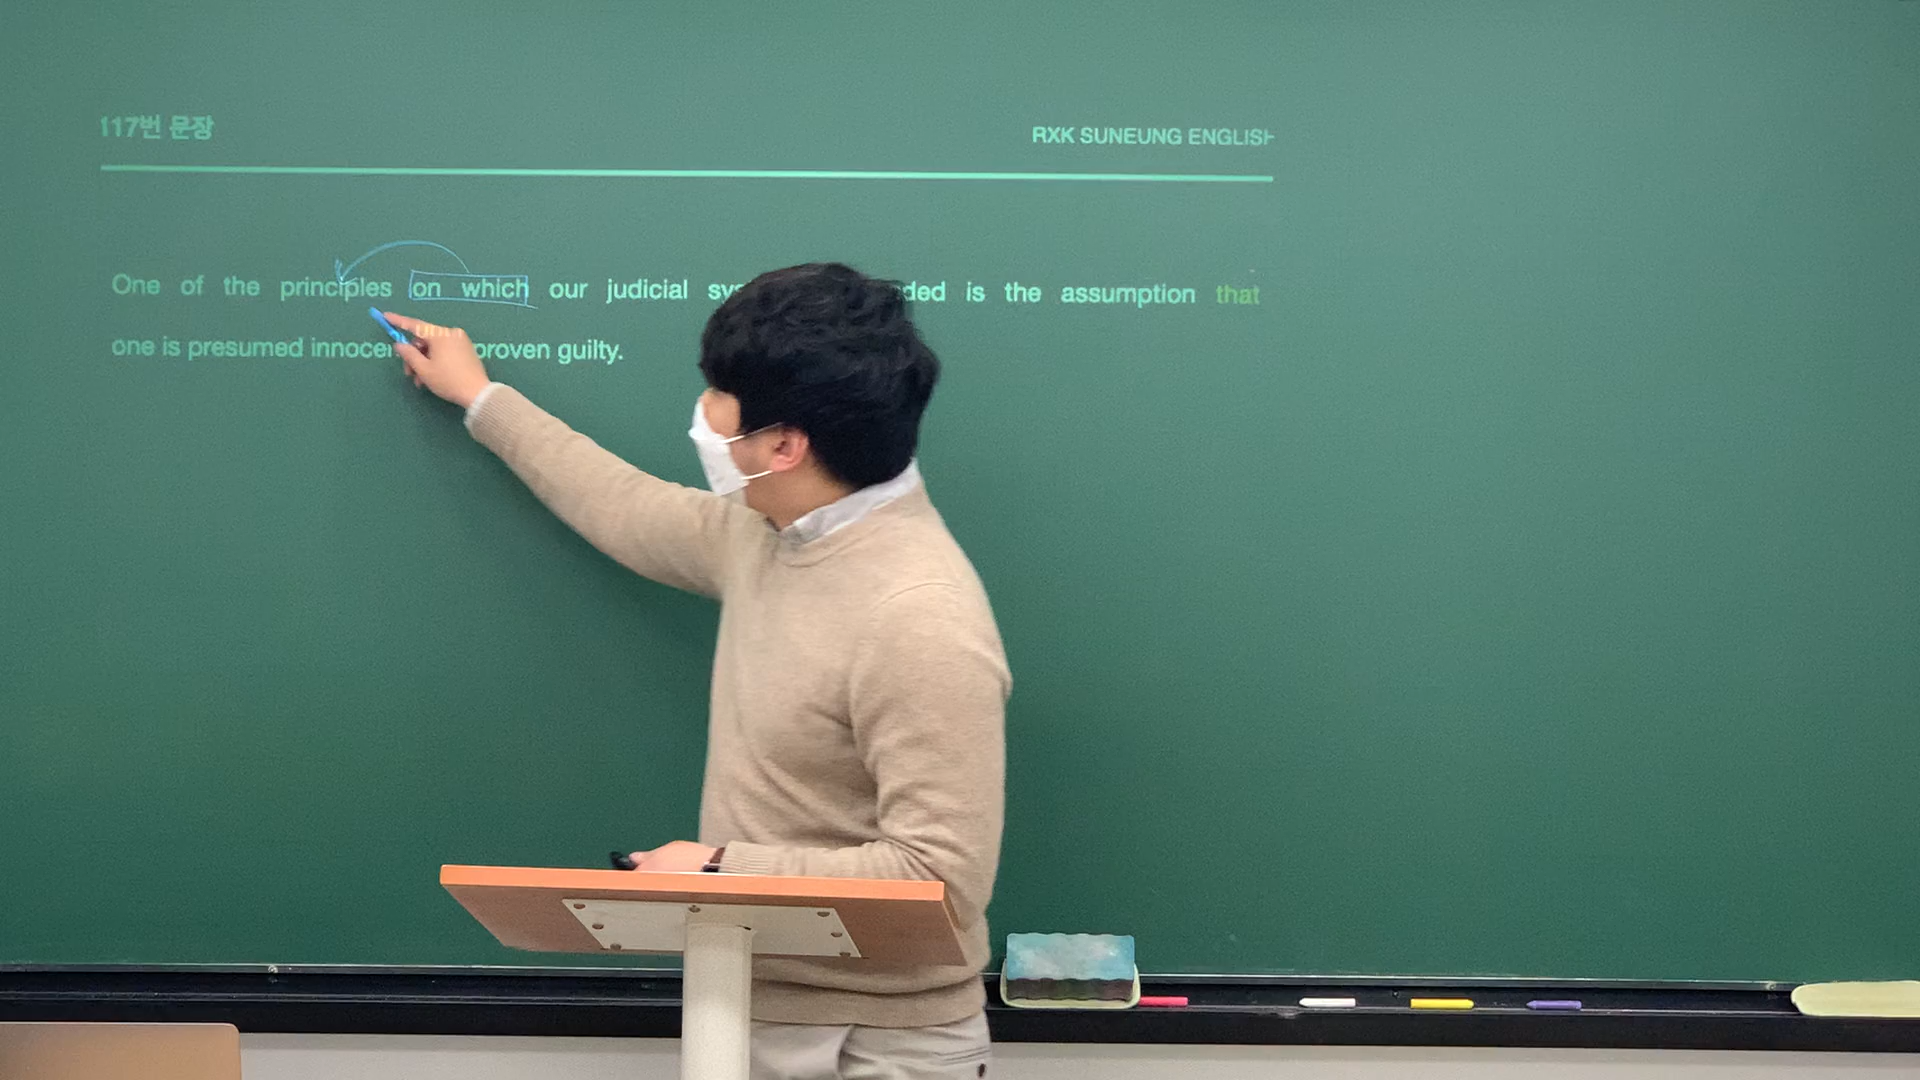 117번 문장
RXK SUNEUNG ENGLISH
One of the principles on which our judicial is the assumption that
one is presumed proven guilty.